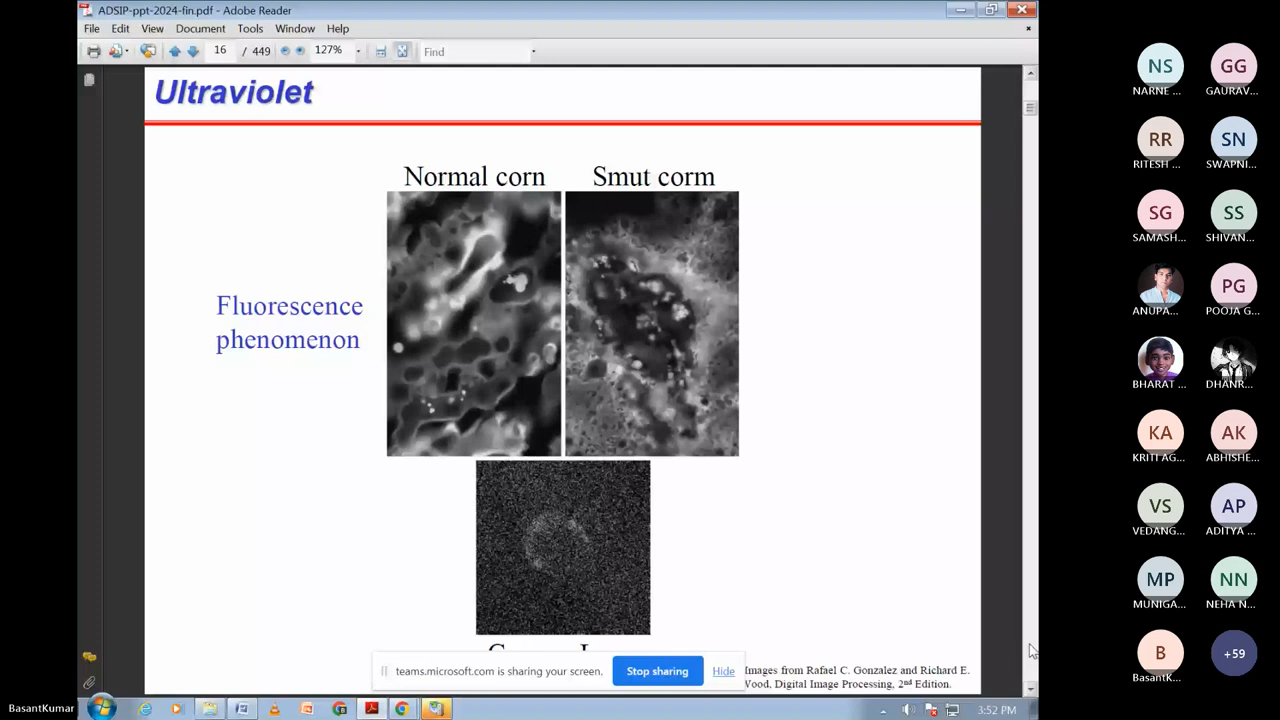 ADSIP-ppt-2024-fin.pdf - Adobe Reader
File Edit View Document Tools Window Help
16 / 449 127% Find
Ultraviolet
Normal corn Smut corm
Fluorescence
phenomenon
teams.microsoft.com is sharing your screen. Stop sharing Hide
Images from Rafael C. Gonzalez and Richard E.
Wood, Digital Image Processing, 2nd Edition.
BasantKumar
3:52 PM
NS GG
NARNE ... GAURAV...
RR SN
RITESH ... SWAPNI...
SG SS
SAMASH... SHIVAN...
PG
ANUPA... POOJA G...
BHARAT ... DHANR...
KA AK
KRITI AG... ABHISHE...
VS AP
VEDANG... ADITYA ...
MP NN
MUNIGA... NEHA N...
B +59
BasantK...